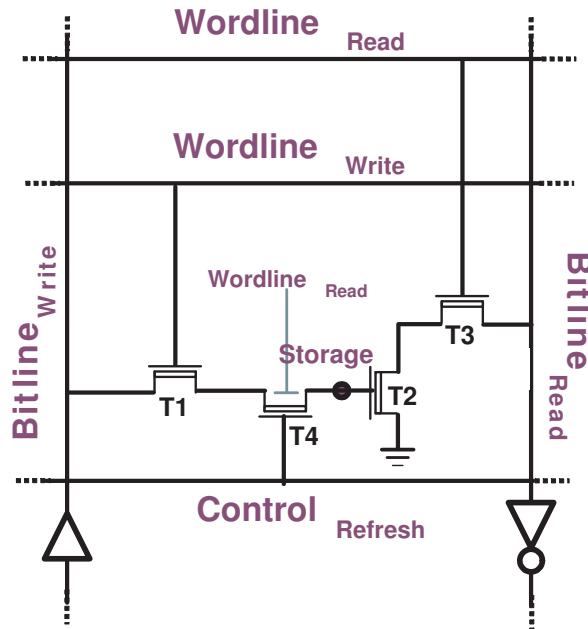 Wordline Read
Wordline Write
Bitline Write
Wordline Read
Bitline Read
Storage
T3
T1
T2
T4
Control Refresh